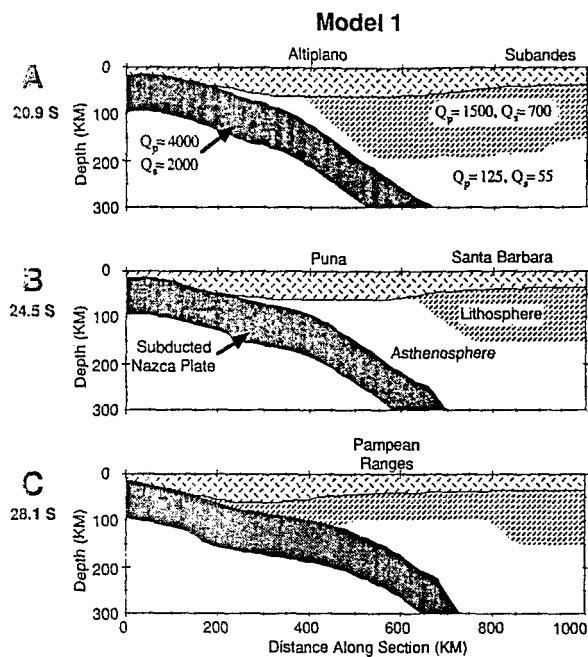 Model 1
Altiplano Subandes
A
20.9 S
Depth (KM)
0
100
200
300
Qp= 4000
Qs= 2000
Qp= 1500, Qs= 700
Qp= 125, Qs= 55
Puna Santa Barbara
B
24.5 S
Depth (KM)
0
100
200
300
Subducted
Nazca Plate
Lithosphere
Asthenosphere
Pampean
Ranges
C
28.1 S
Depth (KM)
0
100
200
300
0 200 400 600 800 1000
Distance Along Section (KM)